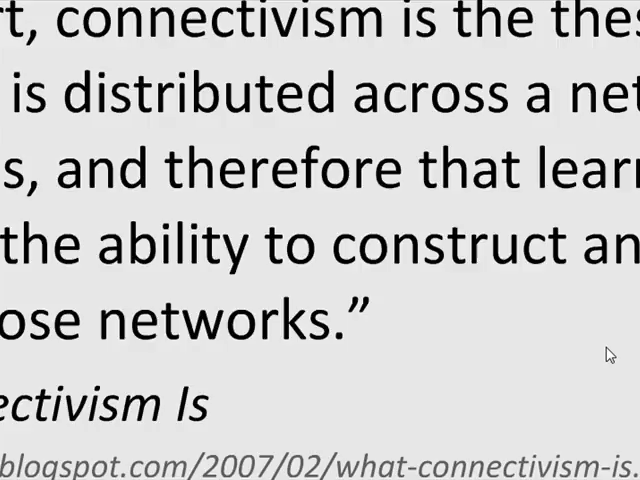 rt, connectivism is the thes
is distributed across a net
s, and therefore that learn
the ability to construct an
ose networks.”
ectivism Is
blogspot.com/2007/02/what-connectivism-is.